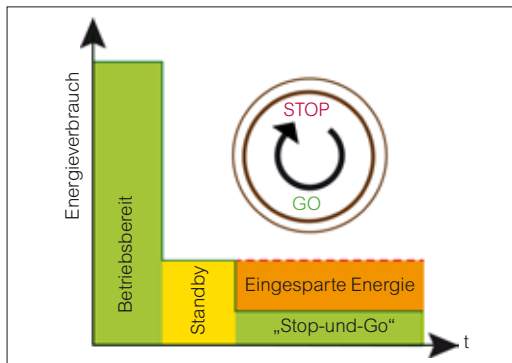 Energieverbrauch
STOP
GO
Betriebsbereit
Standby
Eingesparte Energie
„Stop-und-Go“
t